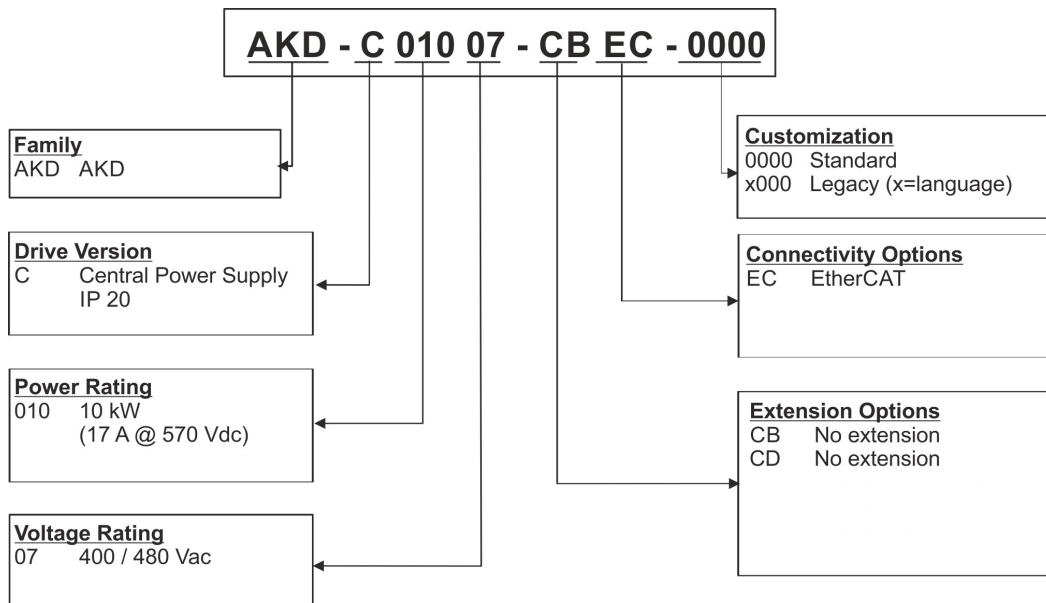 AKD - C 010 07 - CB EC - 0000
Family
AKD AKD
Drive Version
C Central Power Supply
IP 20
Power Rating
010 10 kW
(17 A @ 570 Vdc)
Voltage Rating
07 400 / 480 Vac
Customization
0000 Standard
x000 Legacy (x=language)
Connectivity Options
EC EtherCAT
Extension Options
CB No extension
CD No extension